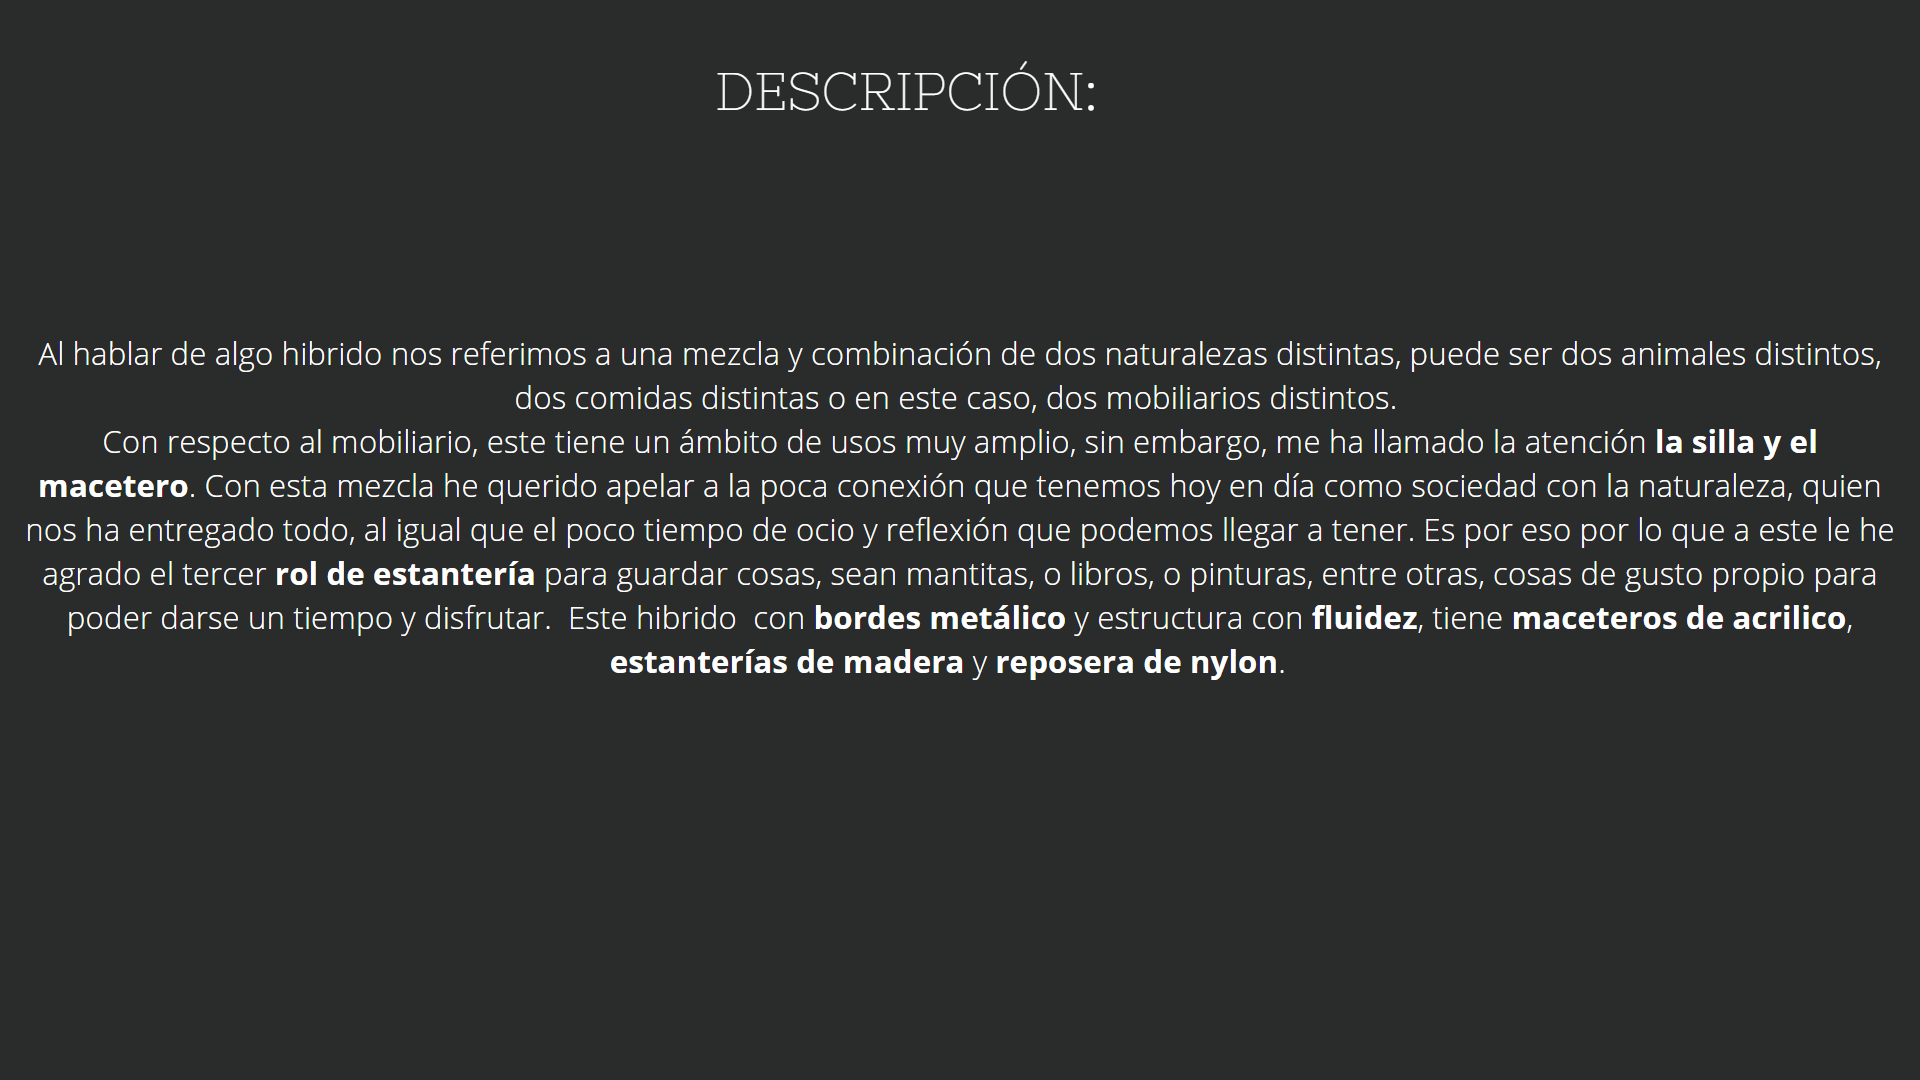 DESCRIPCIÓN:
Al hablar de algo hibrido nos referimos a una mezcla y combinación de dos naturalezas distintas, puede ser dos animales distintos,
dos comidas distintas o en este caso, dos mobiliarios distintos.
Con respecto al mobiliario, este tiene un ámbito de usos muy amplio, sin embargo, me ha llamado la atención la silla y el
macetero. Con esta mezcla he querido apelar a la poca conexión que tenemos hoy en día como sociedad con la naturaleza, quien
nos ha entregado todo, al igual que el poco tiempo de ocio y reflexión que podemos llegar a tener. Es por eso por lo que a este le he
agrado el tercer rol de estantería para guardar cosas, sean mantitas, o libros, o pinturas, entre otras, cosas de gusto propio para
poder darse un tiempo y disfrutar.  Este hibrido  con bordes metálico y estructura con fluidez, tiene maceteros de acrilico,
estanterías de madera y reposera de nylon.